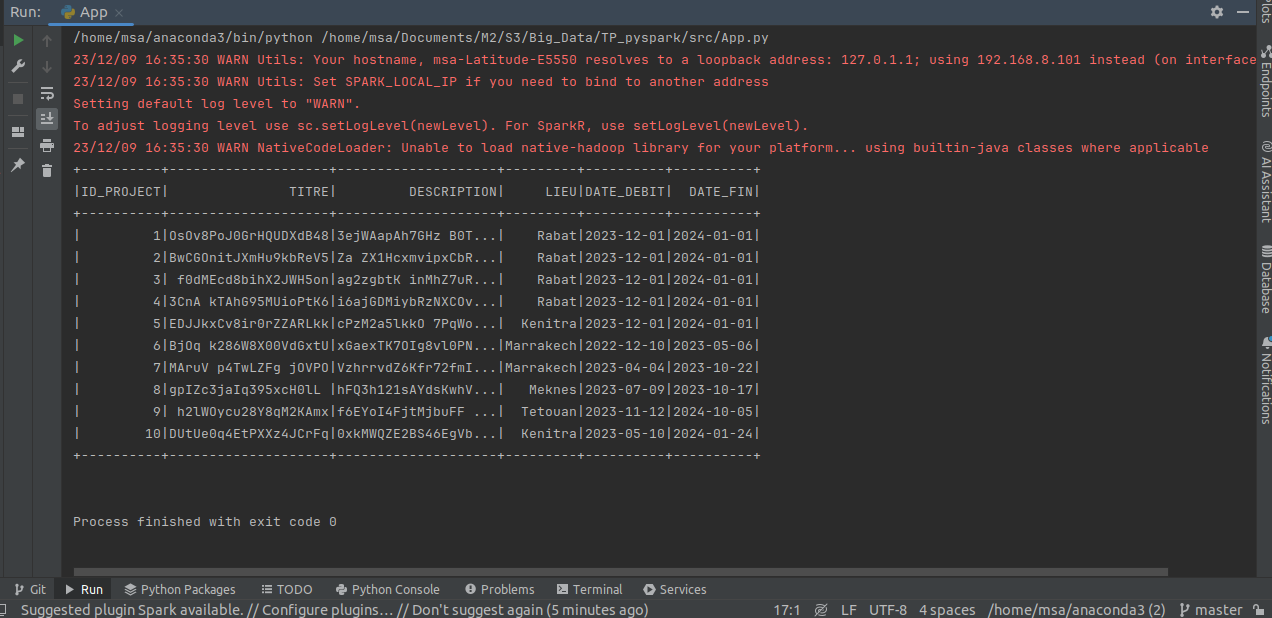 Run: App
/home/msa/anaconda3/bin/python /home/msa/Documents/M2/S3/Big_Data/TP_pyspark/src/App.py
23/12/09 16:35:30 WARN Utils: Your hostname, msa-Latitude-E5550 resolves to a loopback address: 127.0.1.1; using 192.168.8.101 instead (on interface
23/12/09 16:35:30 WARN Utils: Set SPARK_LOCAL_IP if you need to bind to another address
Setting default log level to "WARN".
To adjust logging level use sc.setLogLevel(newLevel). For SparkR, use setLogLevel(newLevel).
23/12/09 16:35:30 WARN NativeCodeLoader: Unable to load native-hadoop library for your platform... using builtin-java classes where applicable
+----------+--------------------+--------------------+---------+----------+----------+
|ID_PROJECT|               TITRE|         DESCRIPTION|     LIEU|DATE_DEBIT|  DATE_FIN|
+----------+--------------------+--------------------+---------+----------+----------+
|         1|OsOv8PoJ0GrHQUDXdB48|3ejWAapAh7GHz B0T...|    Rabat|2023-12-01|2024-01-01|
|         2|BwCGOnitJXmHu9kbReV5|Za ZX1HcxmvipxCbR...|    Rabat|2023-12-01|2024-01-01|
|         3| f0dMEcd8bihX2JWH5on|ag2zgbtK inMhZ7uR...|    Rabat|2023-12-01|2024-01-01|
|         4|3CnA kTAhG95MUioPtK6|i6ajGDMiybRzNXCOv...|    Rabat|2023-12-01|2024-01-01|
|         5|EDJJkxCv8irOrZZARLkk|cPzM2a5lkkO 7PqWo...|  Kenitra|2023-12-01|2024-01-01|
|         6|BjOq k286W8X00VdGxtU|xGaexTK7OIg8vl0PN...|Marrakech|2022-12-10|2023-05-06|
|         7|MAruV p4TwLZFg jOVPO|VzhrrvdZ6Kfr72fmI...|Marrakech|2023-04-04|2023-10-22|
|         8|gpIZc3jaIq395xcH0lL |hFQ3h121sAYdsKwhV...|   Meknes|2023-07-09|2023-10-17|
|         9| h2lWOycu28Y8qM2KAmx|f6EYoI4FjtMjbuFF ...|  Tetouan|2023-11-12|2024-10-05|
|        10|DUtUe0q4EtPXXz4JCrFq|0xkMWQZE2BS46EgVb...|  Kenitra|2023-05-10|2024-01-24|
+----------+--------------------+--------------------+---------+----------+----------+
Process finished with exit code 0
Plots
Endpoints
AI Assistant
Database
Notifications
Git Run Python Packages TODO Python Console Problems Terminal Services
Suggested plugin Spark available. // Configure plugins... // Don't suggest again (5 minutes ago) 17:1 LF UTF-8 4 spaces /home/msa/anaconda3 (2) master